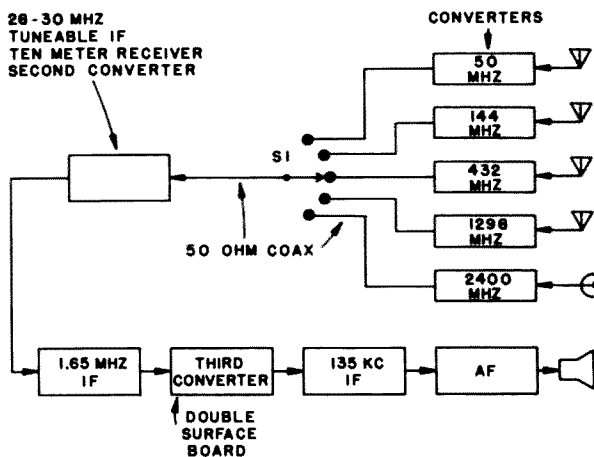 28-30 MHZ
TUNEABLE IF
TEN METER RECEIVER
SECOND CONVERTER
CONVERTERS
50
MHZ
144
MHZ
S1
432
MHZ
50 OHM COAX
1296
MHZ
2400
MHZ
1.65 MHZ
IF
THIRD
CONVERTER
135 KC
IF
AF
DOUBLE
SURFACE
BOARD